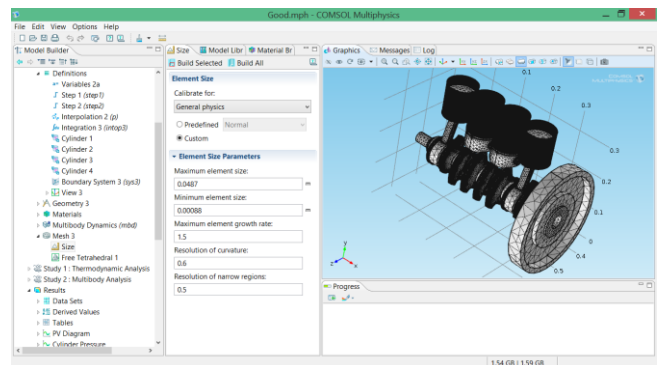 Good.mph - COMSOL Multiphysics
File Edit View Options Help
Model Builder
Definitions
Variables 2a
Step 1 (step1)
Step 2 (step2)
Interpolation 2 (p)
Integration 3 (intop3)
Cylinder 1
Cylinder 2
Cylinder 3
Cylinder 4
Boundary System 3 (sys3)
View 3
Geometry 3
Materials
Multibody Dynamics (mbd)
Mesh 3
Size
Free Tetrahedral 1
Study 1 : Thermodynamic Analysis
Study 2 : Multibody Analysis
Results
Data Sets
Derived Values
Tables
PV Diagram
Cylinder Pressure
Size Model Libr Material Br
Build Selected Build All
Element Size
Calibrate for:
General physics
Predefined Normal
Custom
Element Size Parameters
Maximum element size:
0.0487 m
Minimum element size:
0.00088 m
Maximum element growth rate:
1.5
Resolution of curvature:
0.6
Resolution of narrow regions:
0.5
Graphics Messages Log
0.1
0.2
0.3
0.3
0.2
0.1
0
0.4
0.5
y
z x
Progress
1.54 GB | 1.59 GB